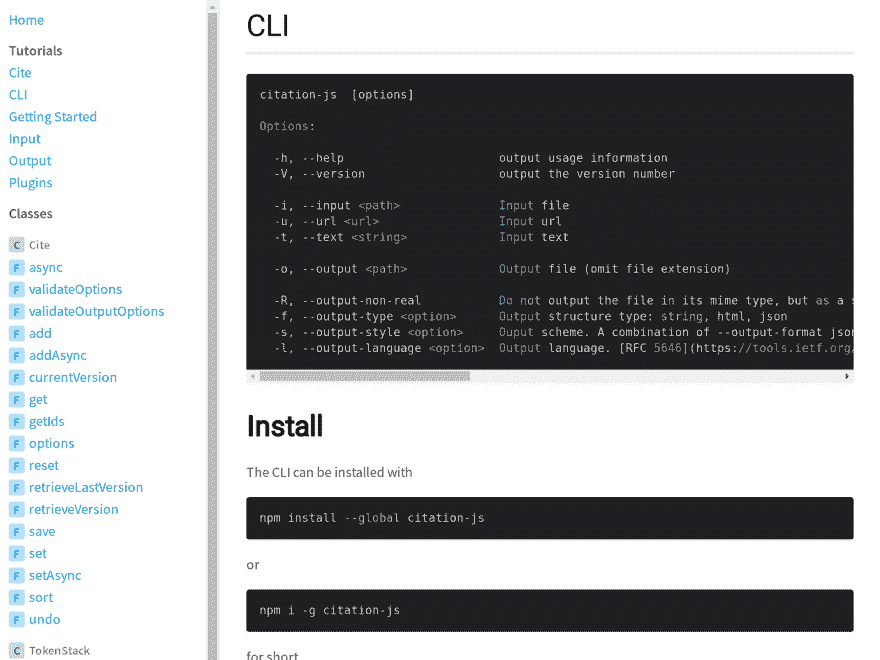 Home
Tutorials
Cite
CLI
Getting Started
Input
Output
Plugins
Classes
C Cite
F async
F validateOptions
F validateOutputOptions
F add
F addAsync
F currentVersion
F get
F getIds
F options
F reset
F retrieveLastVersion
F retrieveVersion
F save
F set
F setAsync
F sort
F undo
C TokenStack
CLI
citation-js [options]
Options:
-h, --help output usage information
-V, --version output the version number
-i, --input <path> Input file
-u, --url <url> Input url
-t, --text <string> Input text
-o, --output <path> Output file (omit file extension)
-R, --output-non-real Do not output the file in its mime type, but as a s
-f, --output-type <option> Output structure type: string, html, json
-s, --output-style <option> Ouput scheme. A combination of --output-format jso
-l, --output-language <option> Output language. [RFC 5646](https://tools.ietf.org/
Install
The CLI can be installed with
npm install --global citation-js
or
npm i -g citation-js
for short